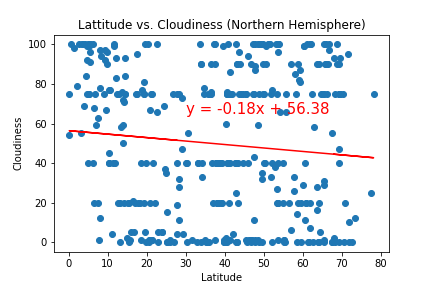 Lattitude vs. Cloudiness (Northern Hemisphere)
100
80
60
40
20
0
Cloudiness
y = -0.18x + 56.38
0 10 20 30 40 50 60 70 80
Latitude